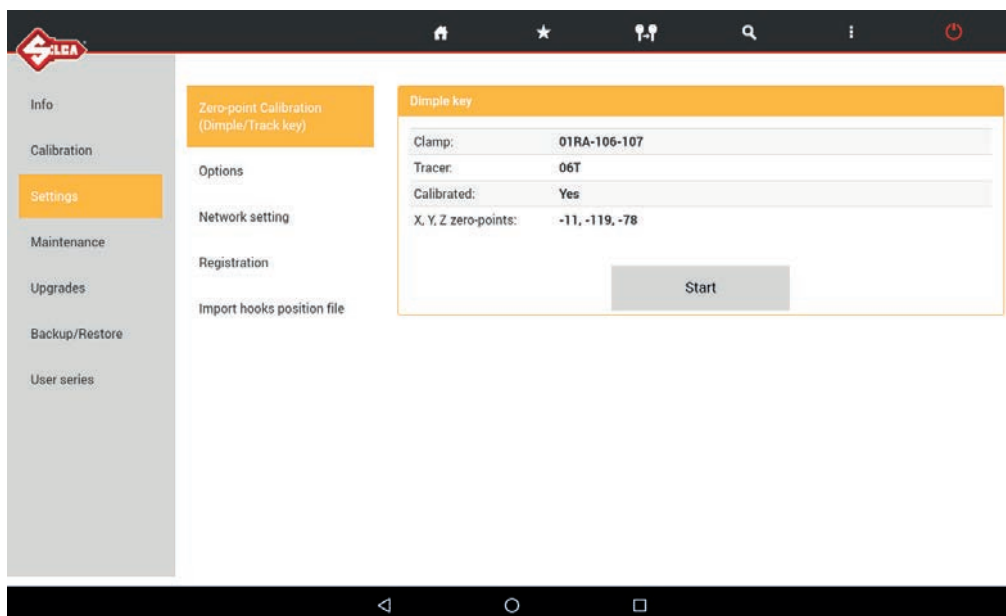 SILCA
Info
Calibration
Settings
Maintenance
Upgrades
Backup/Restore
User series
Zero-point Calibration
(Dimple/Track key)
Options
Network setting
Registration
Import hooks position file
Dimple key
Clamp: 01RA-106-107
Tracer: 06T
Calibrated: Yes
X, Y, Z zero-points: -11, -119, -78
Start